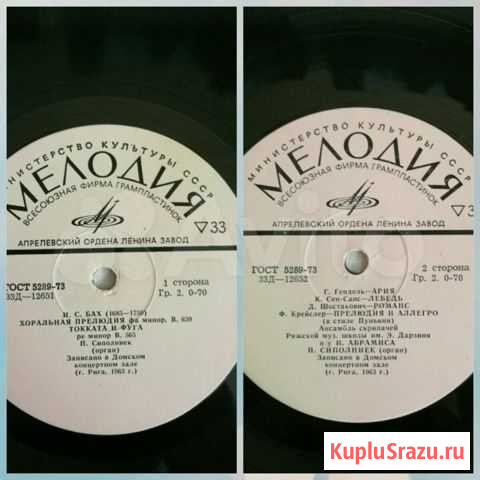 МИНИСТЕРСТВО КУЛЬТУРЫ СССР
МЕЛОДИЯ
ВСЕСОЮЗНАЯ ФИРМА ГРАМПЛАСТИНОК
▽33
АПРЕЛЕВСКИЙ ОРДЕНА ЛЕНИНА ЗАВОД
ГОСТ 5289-73
33Д—12651
1 сторона
Гр. 2. 0-70
И. С. БАХ (1685—1750)
ХОРАЛЬНАЯ ПРЕЛЮДИЯ фа минор, В. 639
ТОККАТА И ФУГА
ре минор В. 565
П. Сиполниек
(орган)
Записано в Домском
концертном зале
(г. Рига, 1963 г.)
МИНИСТЕРСТВО КУЛЬТУРЫ СССР
МЕЛОДИЯ
ВСЕСОЮЗНАЯ ФИРМА ГРАМПЛАСТИНОК
▽33
АПРЕЛЕВСКИЙ ОРДЕНА ЛЕНИНА ЗАВОД
ГОСТ 5289-73
33Д—12652
2 сторона
Гр. 2. 0-70
Г. Гендель—АРИЯ
К. Сен-Санс—ЛЕБЕДЬ
Д. Шостакович—РОМАНС
Ф. Крейслер—ПРЕЛЮДИЯ И АЛЛЕГРО
(в стиле Пуньяни)
Ансамбль скрипачей
Рижской муз. школы им. Э. Дарзиня
п/у И. АБРАМИСА
П. СИПОЛНИЕК (орган)
Записано в Домском
концертном зале
(г. Рига, 1963 г.)
Avito
KupluSrazu.ru